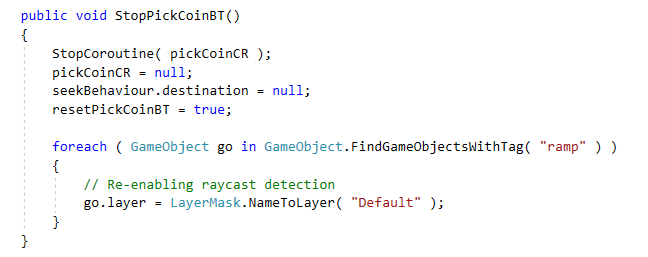 public void StopPickCoinBT()
{
StopCoroutine( pickCoinCR );
pickCoinCR = null;
seekBehaviour.destination = null;
resetPickCoinBT = true;
foreach ( GameObject go in GameObject.FindGameObjectsWithTag( "ramp" ) )
{
// Re-enabling raycast detection
go.layer = LayerMask.NameToLayer( "Default" );
}
}